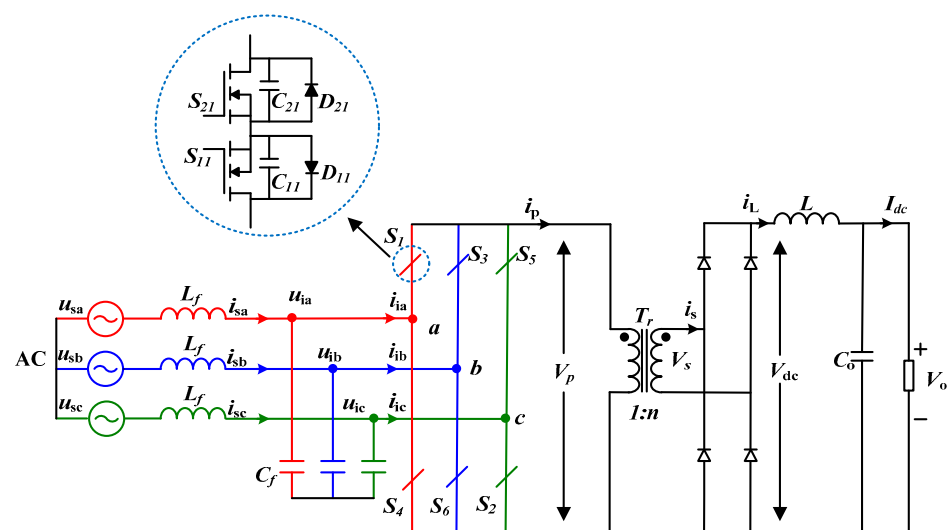 S21
C21
D21
S11
C11
D11
S1
ip
iL
L
Idc
S3
S5
usa
Lf
isa
uia
iia
a
Tr
is
AC
usb
Lf
isb
uib
iib
b
Vp
Vs
Vdc
Co
+
Vo
−
usc
Lf
isc
uic
iic
c
1:n
Cf
S4
S6
S2